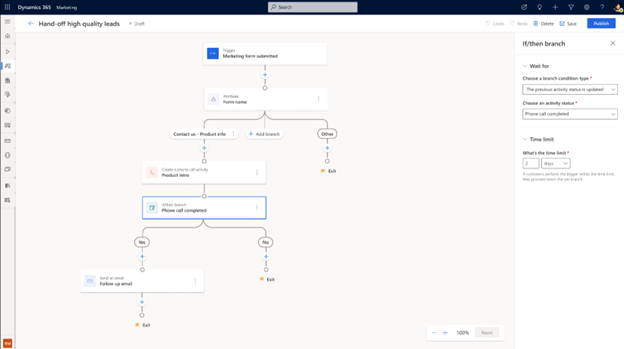 Dynamics 365
Marketing
Search
Hand-off high quality leads
Draft
Undo
Redo
Delete
Save
Publish
Trigger
Marketing form submitted
Attribute
Form name
Contact us - Product info
Add branch
Other
Exit
Create a phone call activity
Product intro
If/then branch
Phone call completed
Yes
No
Send an email
Follow up email
Exit
Exit
100%
Reset
If/then branch
Wait for
Choose a branch condition type *
The previous activity status is updated
Choose an activity status *
Phone call completed
Time limit
What's the time limit *
2
days
If customers perform the trigger within the time limit,
they proceed down the yes branch.